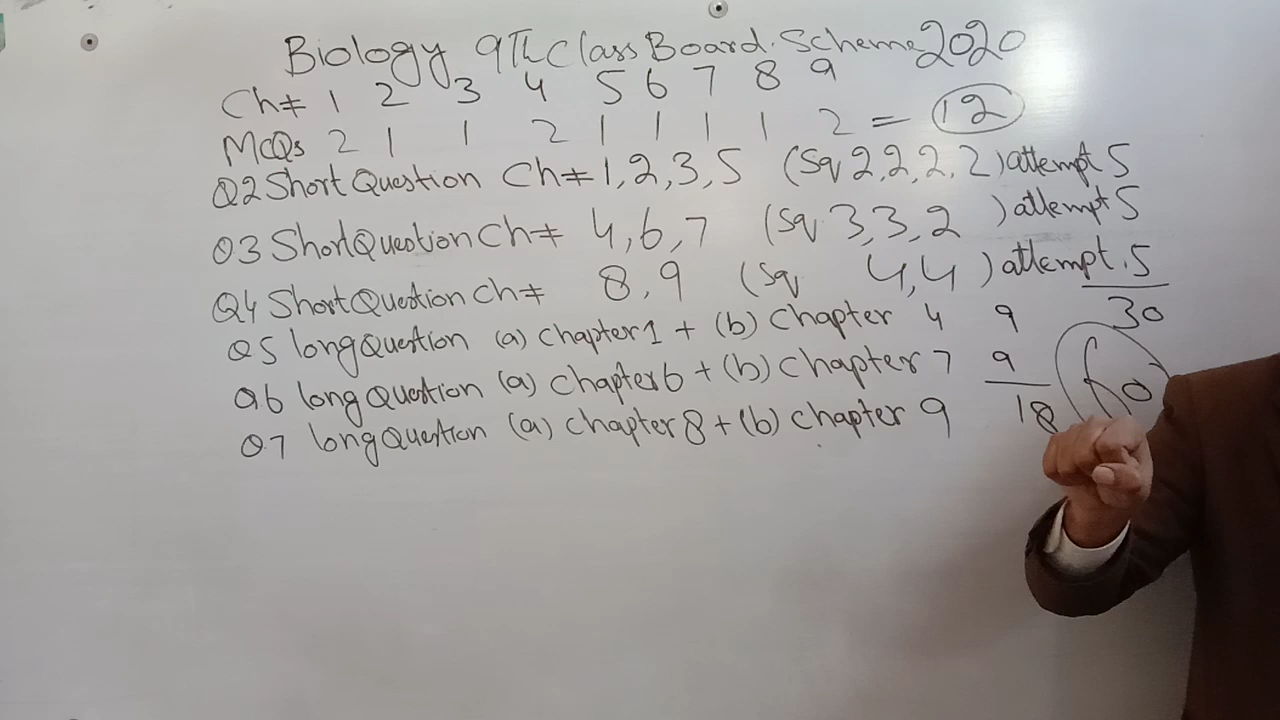 Biology 9Th Class Board. Scheme 2020
Ch# 1 2 3 4 5 6 7 8 9
McQs 2 1 1 2 1 1 1 1 2 = 12
Q2 Short Question Ch# 1,2,3,5 (Sq 2,2,2,2) attempt 5
Q3 Short Question Ch# 4,6,7 (Sq 3,3,2) attempt 5
Q4 Short Question Ch# 8,9 (Sq 4,4) attempt.5
30
Q5 long Question (a) Chapter 1 + (b) Chapter 4 9
Q6 long Question (a) Chapter 6 + (b) Chapter 7 9
60
18
Q7 long Question (a) Chapter 8 + (b) Chapter 9